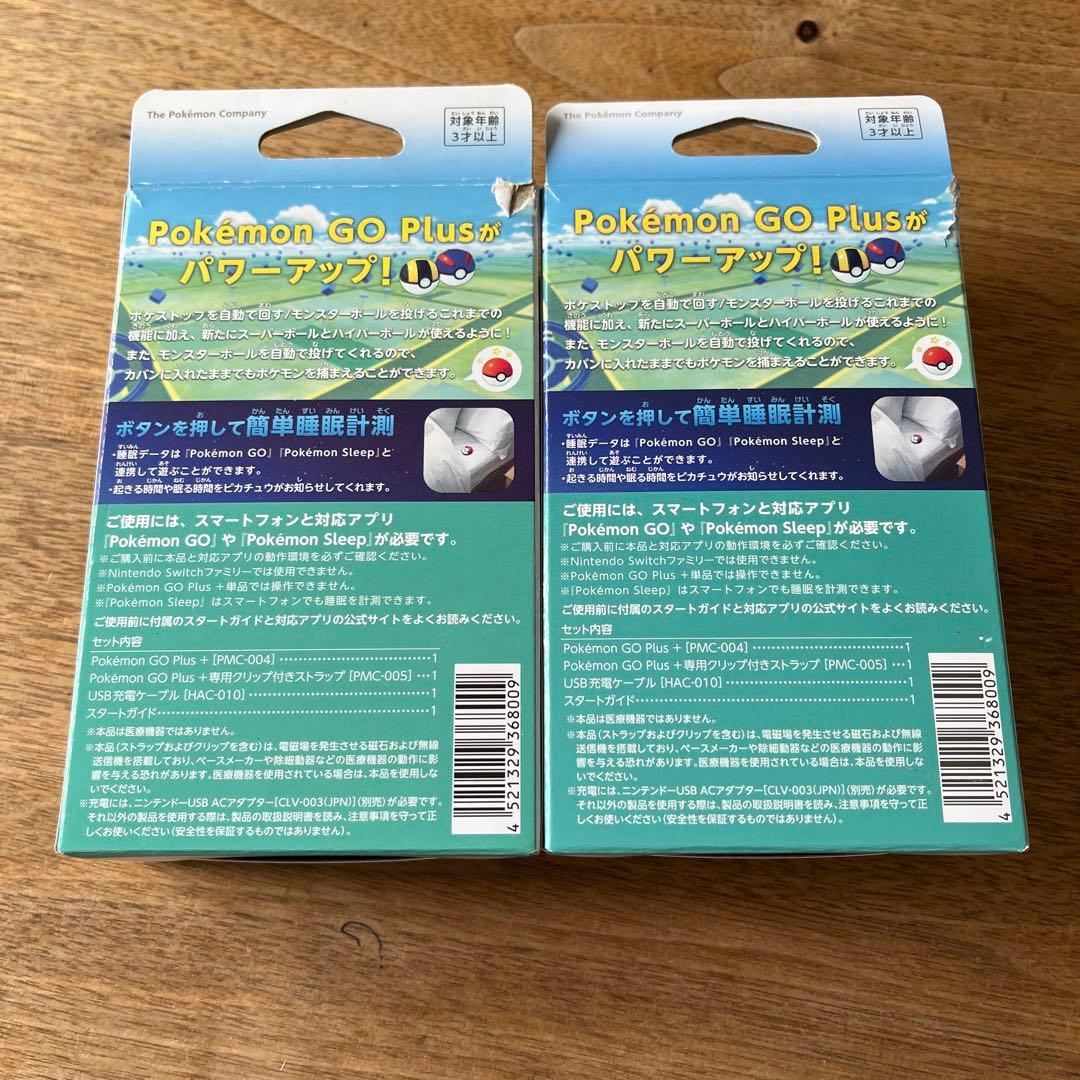 The Pokémon Company
対象年齢
3才以上
Pokémon GO Plusが
パワーアップ!
ポケストップを自動で回す/モンスターボールを投げるこれまでの
機能に加え、新たにスーパーボールとハイパーボールが使えるように!
また、モンスターボールを自動で投げてくれるので、
カバンに入れたままでもポケモンを捕まえることができます。
ボタンを押して簡単睡眠計測
・睡眠データは『Pokémon GO』『Pokémon Sleep』と
連携して遊ぶことができます。
・起きる時間や眠る時間をピカチュウがお知らせしてくれます。
ご使用には、スマートフォンと対応アプリ
『Pokémon GO』や『Pokémon Sleep』が必要です。
※ご購入前に本品と対応アプリの動作環境を必ずご確認ください。
※Nintendo Switchファミリーでは使用できません。
※Pokémon GO Plus +単品では操作できません。
※『Pokémon Sleep』はスマートフォンでも睡眠を計測できます。
ご使用前に付属のスタートガイドと対応アプリの公式サイトをよくお読みください。
セット内容
Pokémon GO Plus + [PMC-004] 1
Pokémon GO Plus +専用クリップ付きストラップ [PMC-005] 1
USB充電ケーブル [HAC-010] 1
スタートガイド 1
※本品は医療機器ではありません。
※本品(ストラップおよびクリップを含む)は、電磁場を発生させる磁石および無線
送信機を搭載しており、ペースメーカーや除細動器などの医療機器の動作に影
響を与える恐れがあります。医療機器を使用されている場合は、本品を使用しな
いでください。
※充電には、ニンテンドーUSB ACアダプター[CLV-003(JPN)](別売)が必要です。
それ以外の製品を使用する際は、製品の取扱説明書を読み、注意事項を守って正
しくお使いください(安全性を保証するものではありません)。
4 521329 368009
The Pokémon Company
対象年齢
3才以上
Pokémon GO Plusが
パワーアップ!
ポケストップを自動で回す/モンスターボールを投げるこれまでの
機能に加え、新たにスーパーボールとハイパーボールが使えるように!
また、モンスターボールを自動で投げてくれるので、
カバンに入れたままでもポケモンを捕まえることができます。
ボタンを押して簡単睡眠計測
・睡眠データは『Pokémon GO』『Pokémon Sleep』と
連携して遊ぶことができます。
・起きる時間や眠る時間をピカチュウがお知らせしてくれます。
ご使用には、スマートフォンと対応アプリ
『Pokémon GO』や『Pokémon Sleep』が必要です。
※ご購入前に本品と対応アプリの動作環境を必ずご確認ください。
※Nintendo Switchファミリーでは使用できません。
※Pokémon GO Plus +単品では操作できません。
※『Pokémon Sleep』はスマートフォンでも睡眠を計測できます。
ご使用前に付属のスタートガイドと対応アプリの公式サイトをよくお読みください。
セット内容
Pokémon GO Plus + [PMC-004] 1
Pokémon GO Plus +専用クリップ付きストラップ [PMC-005] 1
USB充電ケーブル [HAC-010] 1
スタートガイド 1
※本品は医療機器ではありません。
※本品(ストラップおよびクリップを含む)は、電磁場を発生させる磁石および無線
送信機を搭載しており、ペースメーカーや除細動器などの医療機器の動作に影
響を与える恐れがあります。医療機器を使用されている場合は、本品を使用しな
いでください。
※充電には、ニンテンドーUSB ACアダプター[CLV-003(JPN)](別売)が必要です。
それ以外の製品を使用する際は、製品の取扱説明書を読み、注意事項を守って正
しくお使いください(安全性を保証するものではありません)。
4 521329 368009